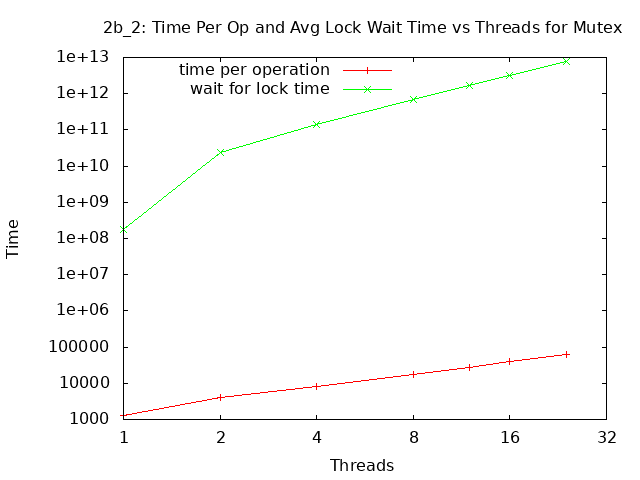 2b_2: Time Per Op and Avg Lock Wait Time vs Threads for Mutex
1e+13
time per operation
wait for lock time
1e+12
1e+11
1e+10
1e+09
1e+08
Time
1e+07
1e+06
100000
10000
1000
1 2 4 8 16 32
Threads